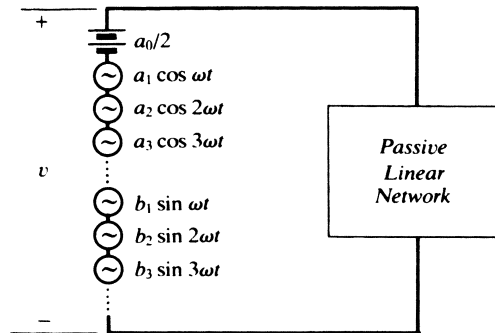 +
a₀/2
a₁ cos ωt
a₂ cos 2ωt
a₃ cos 3ωt
v
b₁ sin ωt
b₂ sin 2ωt
b₃ sin 3ωt
−
Passive
Linear
Network